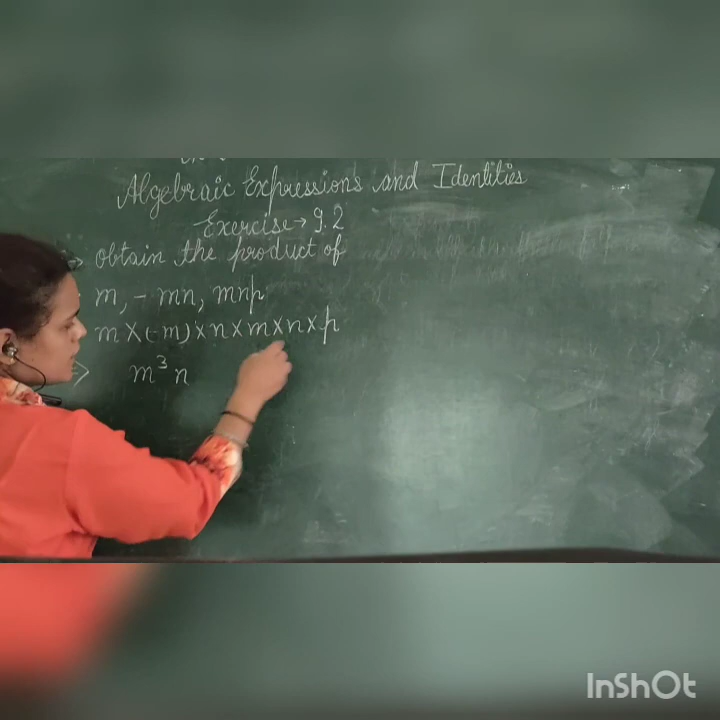 Algebraic Expressions and Identities
Exercise → 9.2
→ obtain the product of
m, - mn, mnp
m × (-m) × n × m × n × p
⇒ m³ n
InShOt